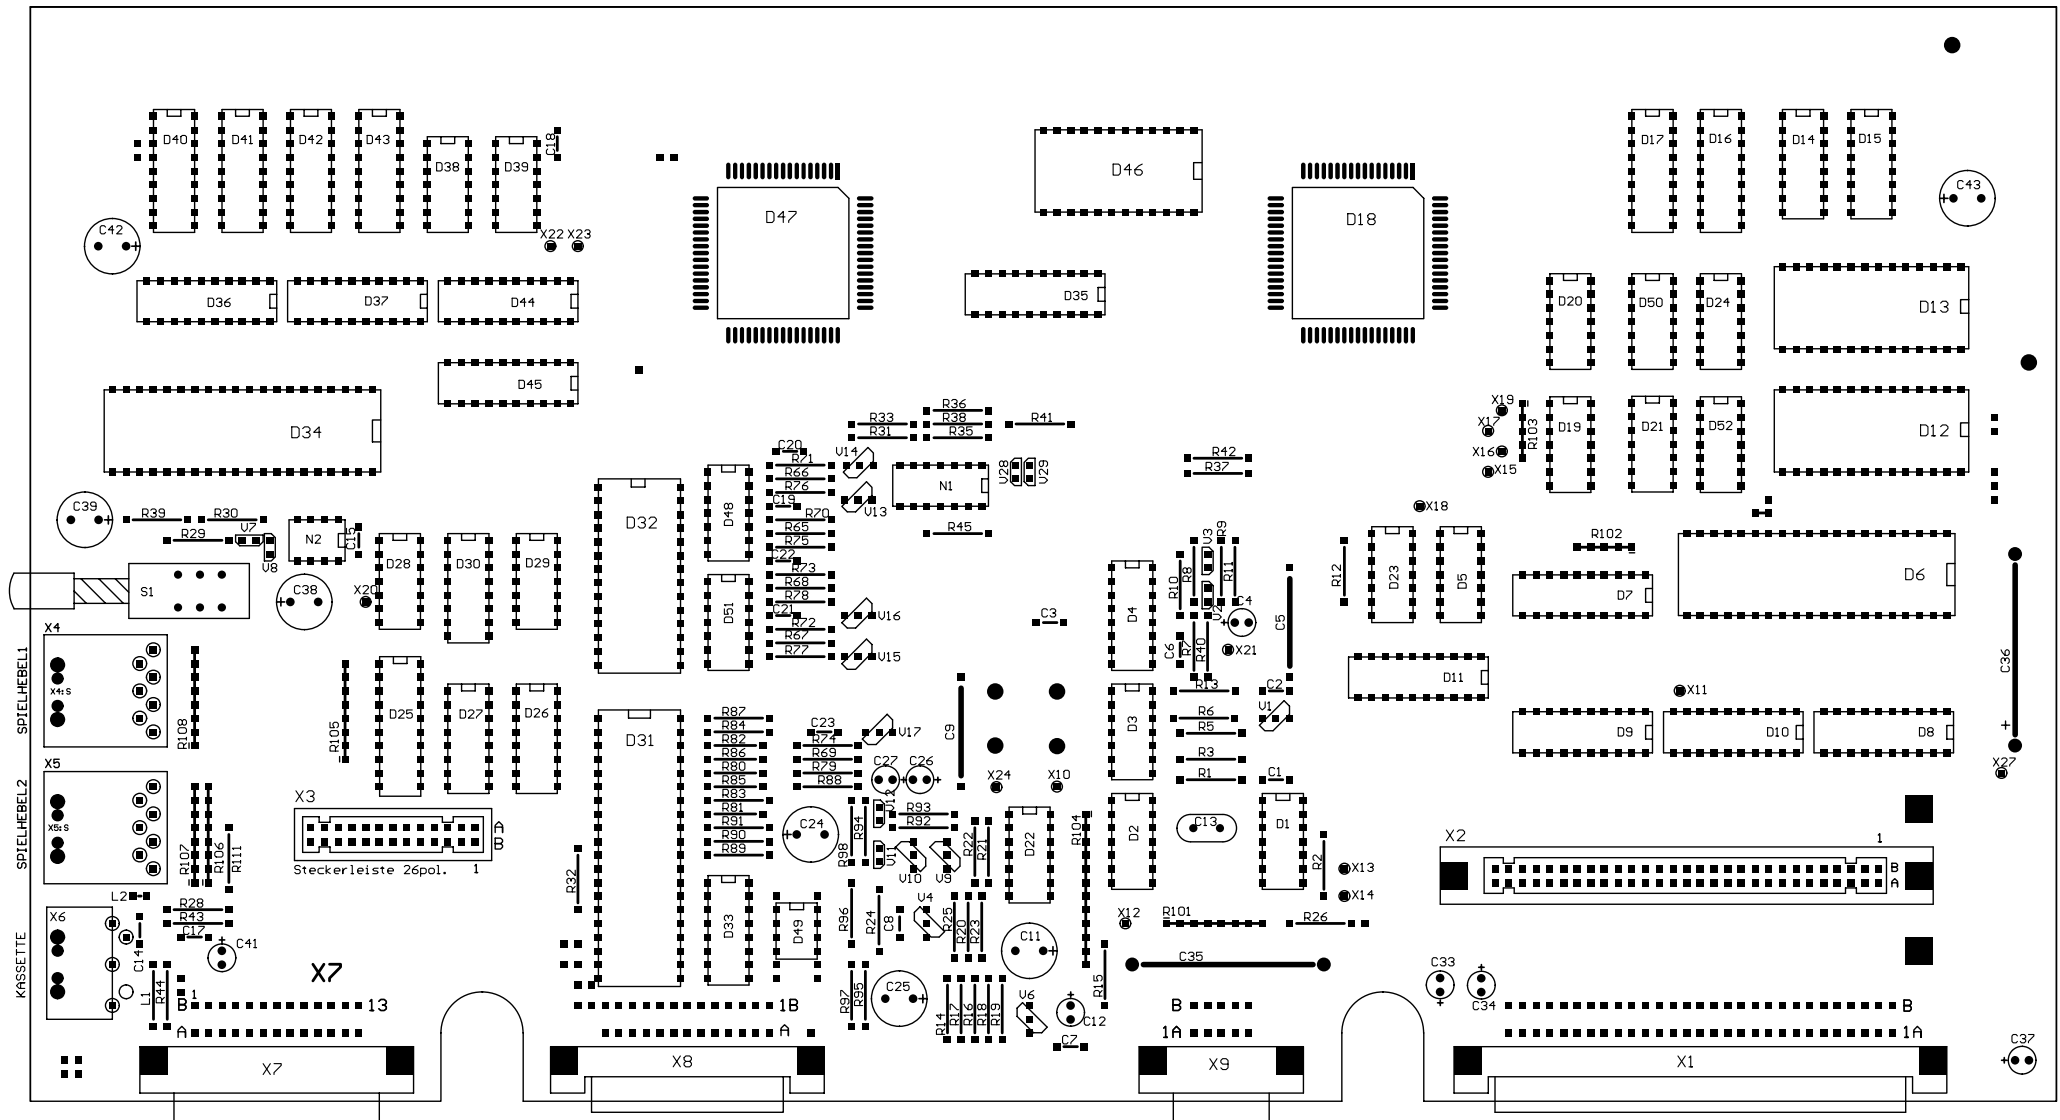 D40 D41 D42 D43 D38 D39 C18
D46
D17 D16 D14 D15
C43
D47
D18
C42
X22 X23
D36 D37 D44
D35
D20 D50 D24
D13
D45
D34
R36
R33 R38 R41
R31 R35
X19
X17
R103
X16
X15
D19 D21 D52
D12
C20
R71
V14
R66
R76
C19
V13
N1
V28 V29
R42
R37
X18
C39
R39 R30
R29
V7
V8
N2
C15
D32
D48
R70
R65
R75
C22
R45
R102
D28 D30 D29
D51
R73
R68
R78
C21
V16
R72
R67
R77
V15
C3
D4
R10
R8
V3
R9
R11
V2
C4
C5
R12
D23 D5
D7
D6
S1
C38
X20
C6
R7
R40
X21
C36
SPIELHEBEL1
X4
X4:S
R108
R105
D25 D27 D26
D31
R87
R84
R82
R86
R80
R85
R83
R81
R91
R90
R89
C23
R74
R69
R79
R88
V17
C27 C26
C9
X24 X10
D3
R13
C2
R6
V1
R5
R3
R1
C1
D11
X11
D9 D10 D8
X27
SPIELHEBEL2
X5
X5:S
R107
R106
R111
X3
A
B
Steckerleiste 26pol. 1
R32
C24
R94
R98
V12
V11
R93
R92
V10 V9
R22
R21
D22
R104
D2
C13
D1
R2
X13
X14
X2
1
B
A
L2
R28
R43
C17
KASSETTE
X6
C14
C41
L1
R44
X7
D33
D49
R96
R24
C8
V4
R25
R20
R23
C11
X12
R101
R26
C35
R15
C33
C34
B 1 13
A
1B
A
R97
R95
C25
R14
R17
R16
R18
R19
V6
C12
C7
B
1A
B
1A
C37
X7
X8
X9
X1